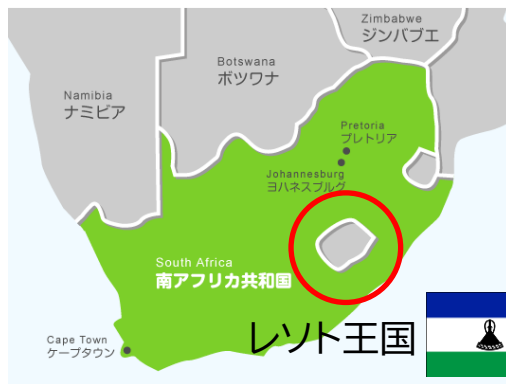 Zimbabwe
ジンバブエ
Botswana
ボツワナ
Namibia
ナミビア
Pretoria
プレトリア
Johannesburg
ヨハネスブルグ
South Africa
南アフリカ共和国
レソト王国
Cape Town
ケープタウン